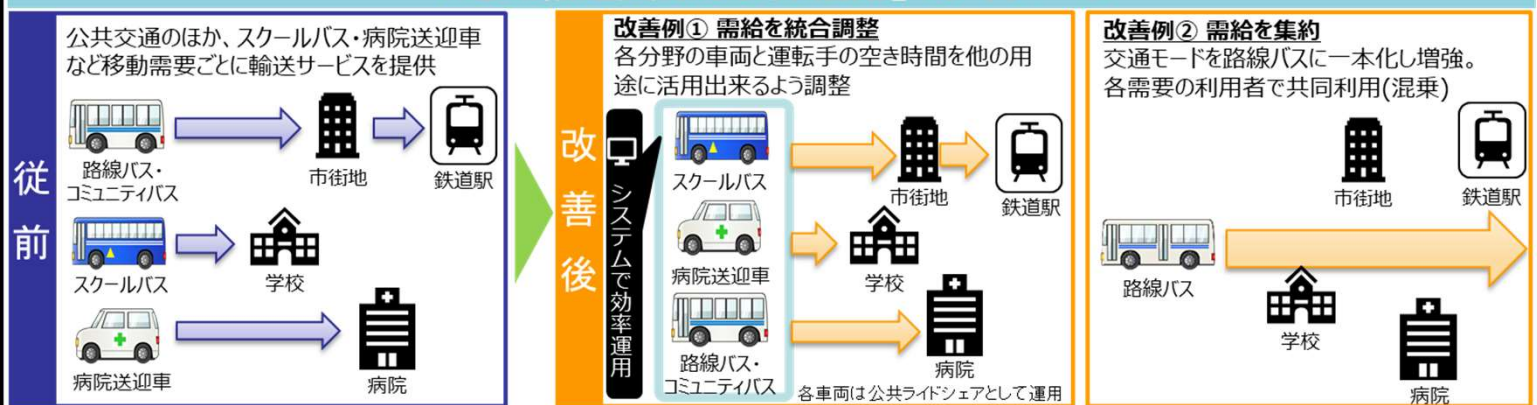 従前
公共交通のほか、スクールバス・病院送迎車
など移動需要ごとに輸送サービスを提供
路線バス・
コミュニティバス
市街地
鉄道駅
スクールバス
学校
病院送迎車
病院
改善後
システムで効率運用
改善例① 需給を統合調整
各分野の車両と運転手の空き時間を他の用
途に活用出来るよう調整
スクールバス
市街地
鉄道駅
病院送迎車
学校
路線バス・
コミュニティバス
病院
各車両は公共ライドシェアとして運用
改善例② 需給を集約
交通モードを路線バスに一本化し増強。
各需要の利用者で共同利用(混乗)
市街地
鉄道駅
路線バス
学校
病院